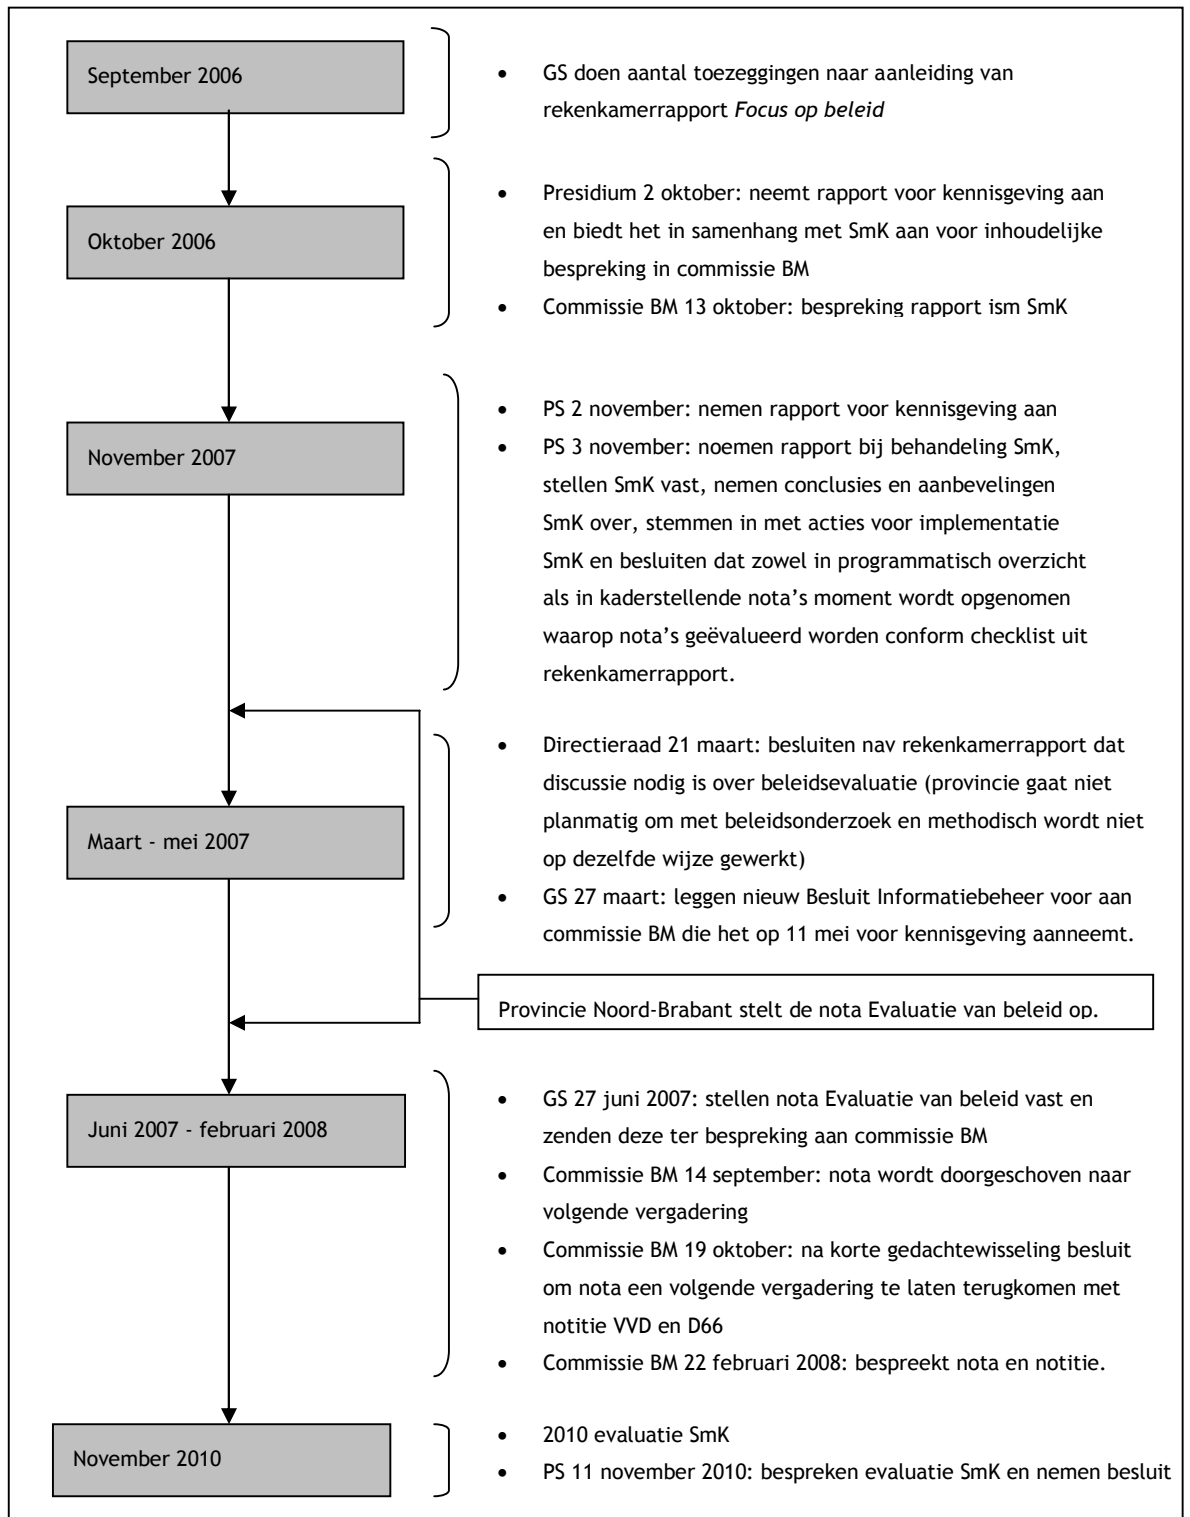 September 2006
• GS doen aantal toezeggingen naar aanleiding van
rekenkamerrapport Focus op beleid
Oktober 2006
• Presidium 2 oktober: neemt rapport voor kennisgeving aan
en biedt het in samenhang met SmK aan voor inhoudelijke
bespreking in commissie BM
• Commissie BM 13 oktober: bespreking rapport ism SmK
November 2007
• PS 2 november: nemen rapport voor kennisgeving aan
• PS 3 november: noemen rapport bij behandeling SmK,
stellen SmK vast, nemen conclusies en aanbevelingen
SmK over, stemmen in met acties voor implementatie
SmK en besluiten dat zowel in programmatisch overzicht
als in kaderstellende nota’s moment wordt opgenomen
waarop nota’s geëvalueerd worden conform checklist uit
rekenkamerrapport.
Maart - mei 2007
• Directieraad 21 maart: besluiten nav rekenkamerrapport dat
discussie nodig is over beleidsevaluatie (provincie gaat niet
planmatig om met beleidsonderzoek en methodisch wordt niet
op dezelfde wijze gewerkt)
• GS 27 maart: leggen nieuw Besluit Informatiebeheer voor aan
commissie BM die het op 11 mei voor kennisgeving aanneemt.
Provincie Noord-Brabant stelt de nota Evaluatie van beleid op.
Juni 2007 - februari 2008
• GS 27 juni 2007: stellen nota Evaluatie van beleid vast en
zenden deze ter bespreking aan commissie BM
• Commissie BM 14 september: nota wordt doorgeschoven naar
volgende vergadering
• Commissie BM 19 oktober: na korte gedachtewisseling besluit
om nota een volgende vergadering te laten terugkomen met
notitie VVD en D66
• Commissie BM 22 februari 2008: bespreekt nota en notitie.
November 2010
• 2010 evaluatie SmK
• PS 11 november 2010: bespreken evaluatie SmK en nemen besluit